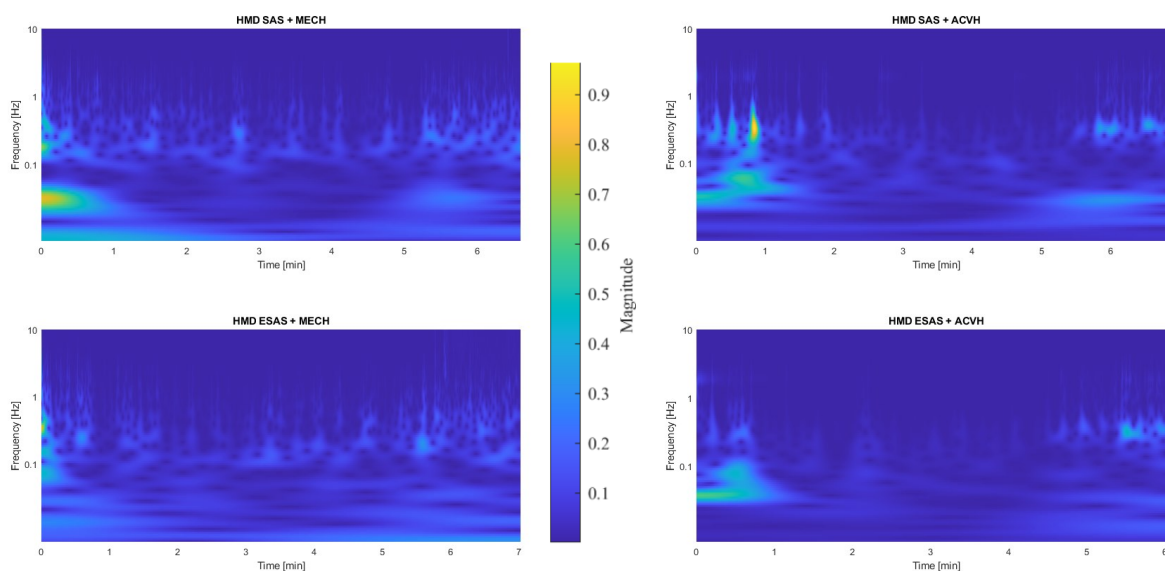 HMD SAS + MECH
10
1
0.1
Frequency [Hz]
0 1 2 3 4 5 6
Time [min]
0.9
0.8
0.7
0.6
0.5
0.4
0.3
0.2
0.1
Magnitude
HMD SAS + ACVH
10
1
0.1
Frequency [Hz]
0 1 2 3 4 5 6
Time [min]
HMD ESAS + MECH
10
1
0.1
Frequency [Hz]
0 1 2 3 4 5 6 7
Time [min]
HMD ESAS + ACVH
10
1
0.1
Frequency [Hz]
0 1 2 3 4 5 6
Time [min]